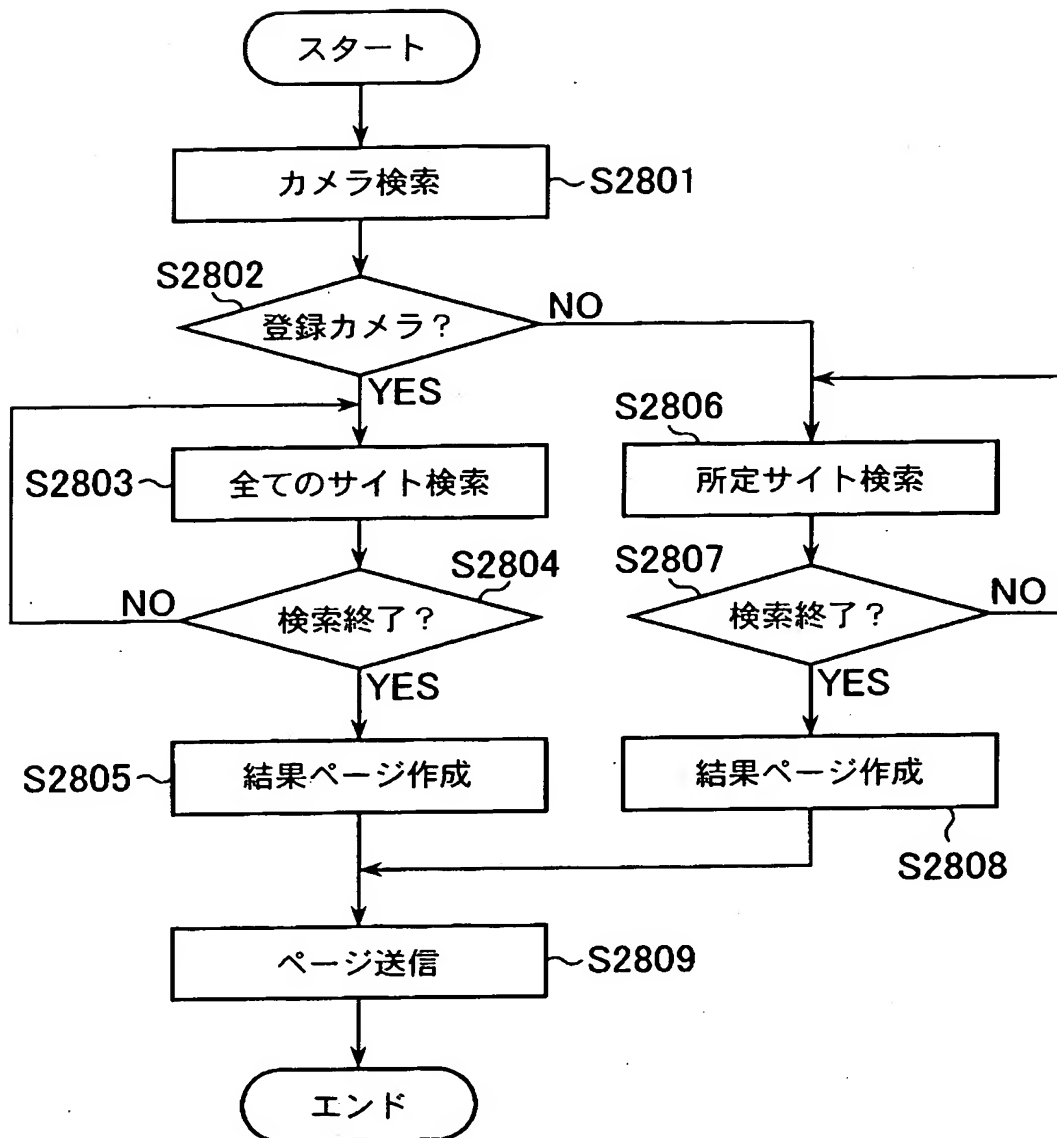 スタート
カメラ検索
S2801
S2802
登録カメラ?
NO
YES
S2803
全てのサイト検索
S2806
所定サイト検索
S2804
NO
検索終了?
YES
S2807
検索終了?
NO
YES
S2805
結果ページ作成
結果ページ作成
S2808
ページ送信
S2809
エンド